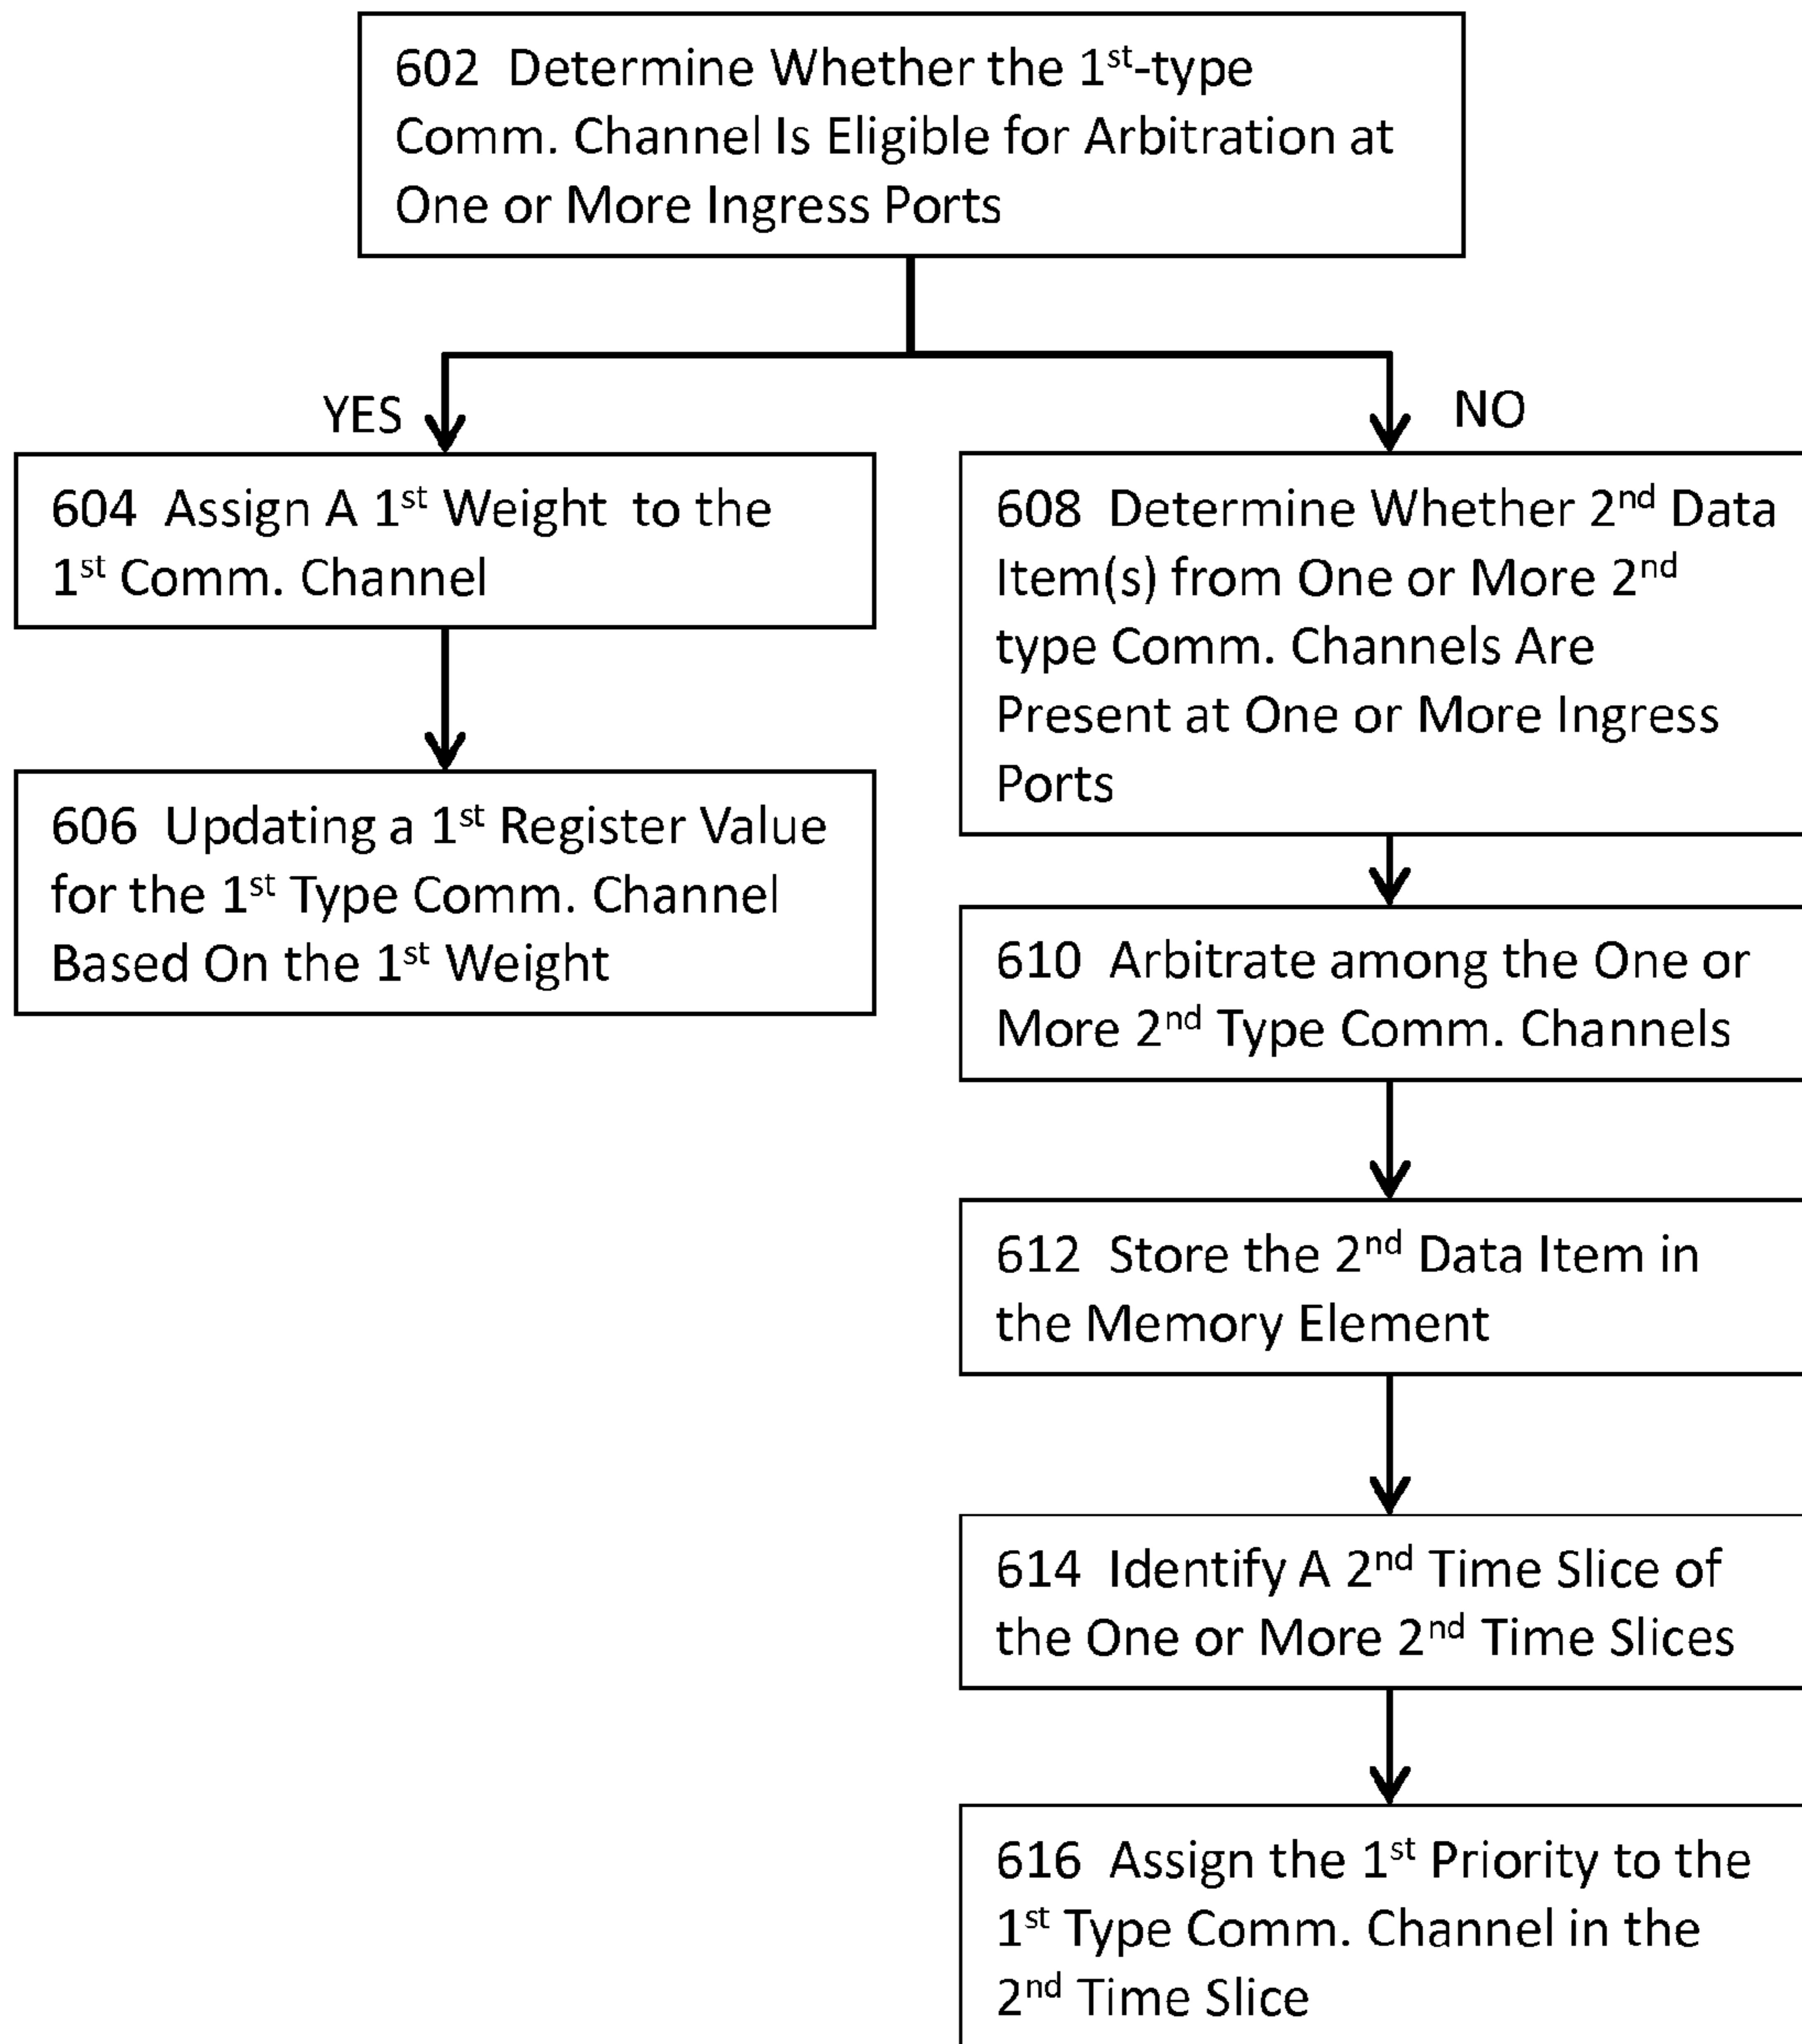 602 Determine Whether the 1st-type
Comm. Channel Is Eligible for Arbitration at
One or More Ingress Ports
YES
NO
604 Assign A 1st Weight to the
1st Comm. Channel
606 Updating a 1st Register Value
for the 1st Type Comm. Channel
Based On the 1st Weight
608 Determine Whether 2nd Data
Item(s) from One or More 2nd
type Comm. Channels Are
Present at One or More Ingress
Ports
610 Arbitrate among the One or
More 2nd Type Comm. Channels
612 Store the 2nd Data Item in
the Memory Element
614 Identify A 2nd Time Slice of
the One or More 2nd Time Slices
616 Assign the 1st Priority to the
1st Type Comm. Channel in the
2nd Time Slice